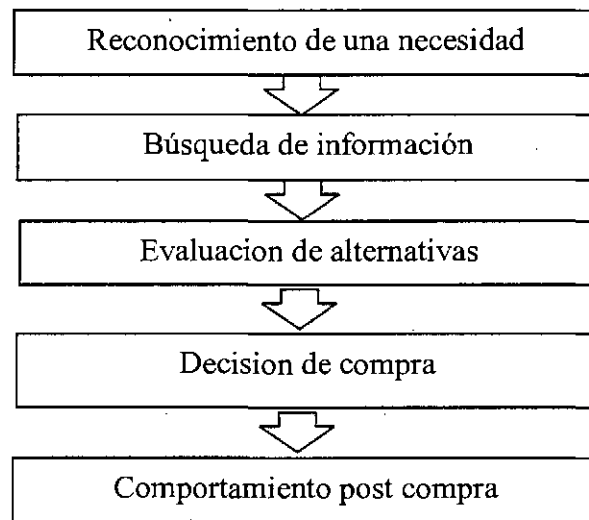 Reconocimiento de una necesidad
Búsqueda de información
Evaluacion de alternativas
Decision de compra
Comportamiento post compra